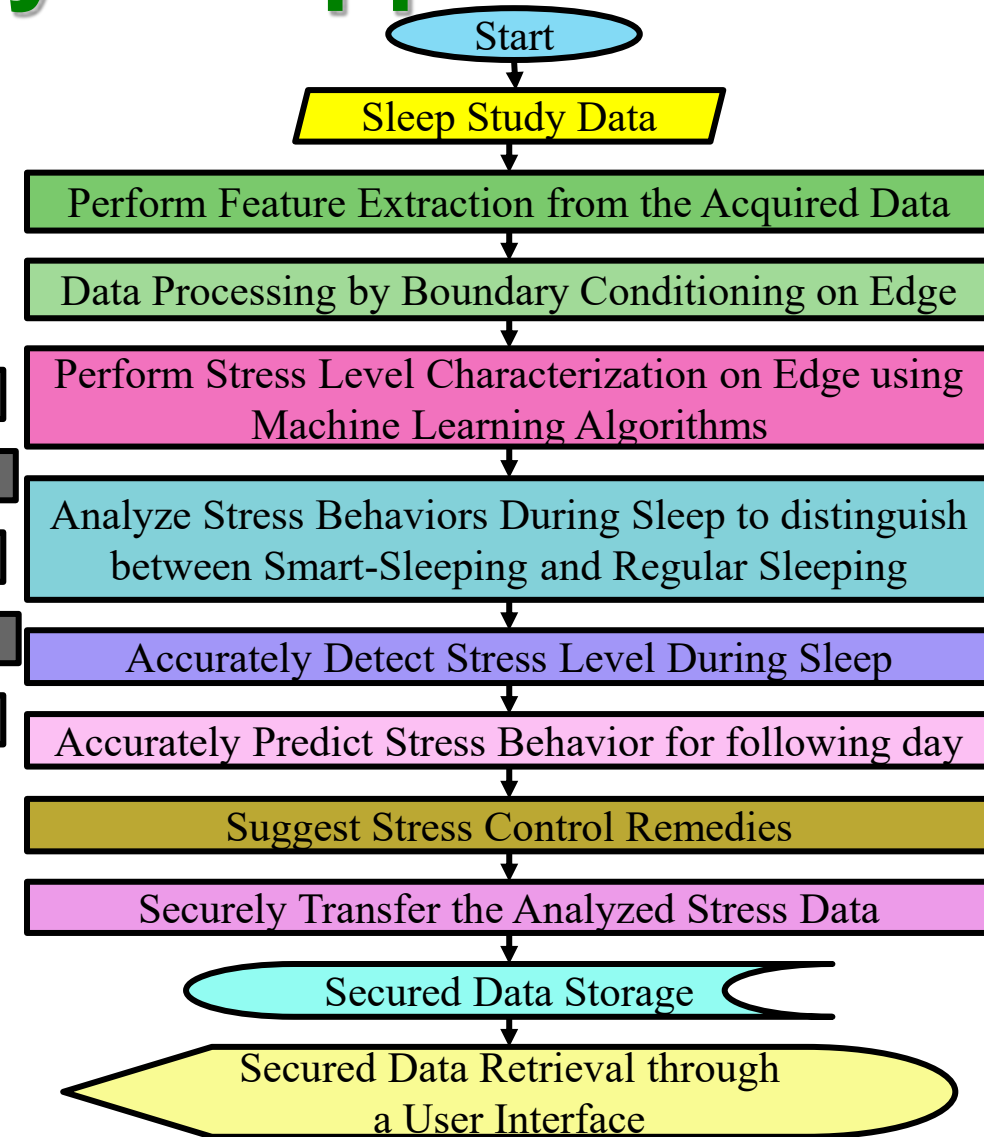 Start
Sleep Study Data
Perform Feature Extraction from the Acquired Data
Data Processing by Boundary Conditioning on Edge
Perform Stress Level Characterization on Edge using
Machine Learning Algorithms
Analyze Stress Behaviors During Sleep to distinguish
between Smart-Sleeping and Regular Sleeping
Accurately Detect Stress Level During Sleep
Accurately Predict Stress Behavior for following day
Suggest Stress Control Remedies
Securely Transfer the Analyzed Stress Data
Secured Data Storage
Secured Data Retrieval through
a User Interface